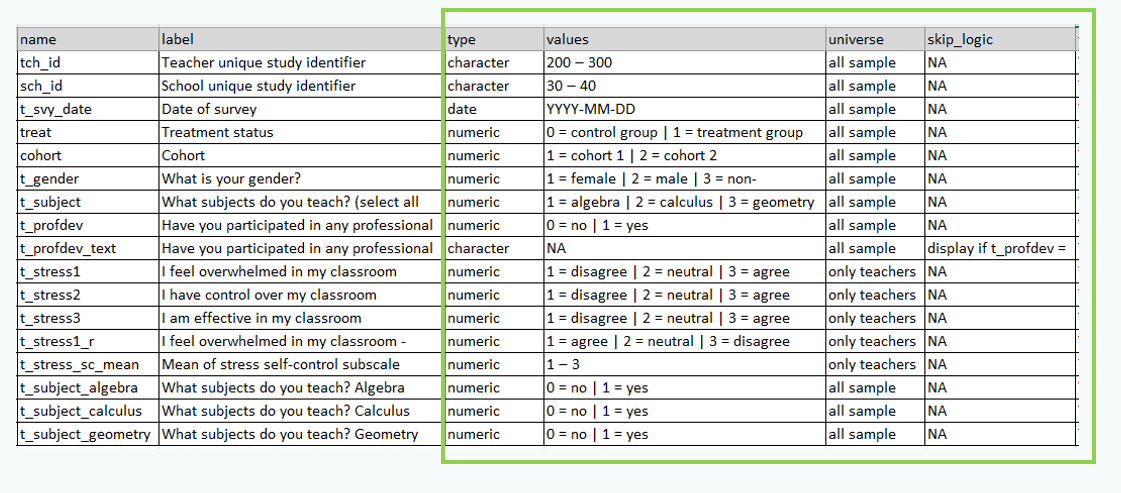 name label type values universe skip_logic
tch_id Teacher unique study identifier character 200 – 300 all sample NA
sch_id School unique study identifier character 30 – 40 all sample NA
t_svy_date Date of survey date YYYY-MM-DD all sample NA
treat Treatment status numeric 0 = control group | 1 = treatment group all sample NA
cohort Cohort numeric 1 = cohort 1 | 2 = cohort 2 all sample NA
t_gender What is your gender? numeric 1 = female | 2 = male | 3 = non- all sample NA
t_subject What subjects do you teach? (select all numeric 1 = algebra | 2 = calculus | 3 = geometry all sample NA
t_profdev Have you participated in any professional numeric 0 = no | 1 = yes all sample NA
t_profdev_text Have you participated in any professional character NA all sample display if t_profdev =
t_stress1 I feel overwhelmed in my classroom numeric 1 = disagree | 2 = neutral | 3 = agree only teachers NA
t_stress2 I have control over my classroom numeric 1 = disagree | 2 = neutral | 3 = agree only teachers NA
t_stress3 I am effective in my classroom numeric 1 = disagree | 2 = neutral | 3 = agree only teachers NA
t_stress1_r I feel overwhelmed in my classroom - numeric 1 = agree | 2 = neutral | 3 = disagree only teachers NA
t_stress_sc_mean Mean of stress self-control subscale numeric 1 – 3 only teachers NA
t_subject_algebra What subjects do you teach? Algebra numeric 0 = no | 1 = yes all sample NA
t_subject_calculus What subjects do you teach? Calculus numeric 0 = no | 1 = yes all sample NA
t_subject_geometry What subjects do you teach? Geometry numeric 0 = no | 1 = yes all sample NA